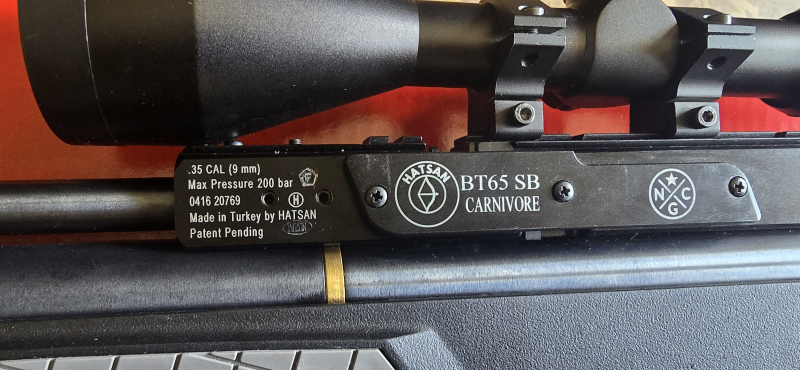 .35 CAL (9 mm)
Max Pressure 200 bar
F
0416 20769
H
Made in Turkey by HATSAN
Patent Pending
HATSAN
BT65 SB
CARNIVORE
N C G